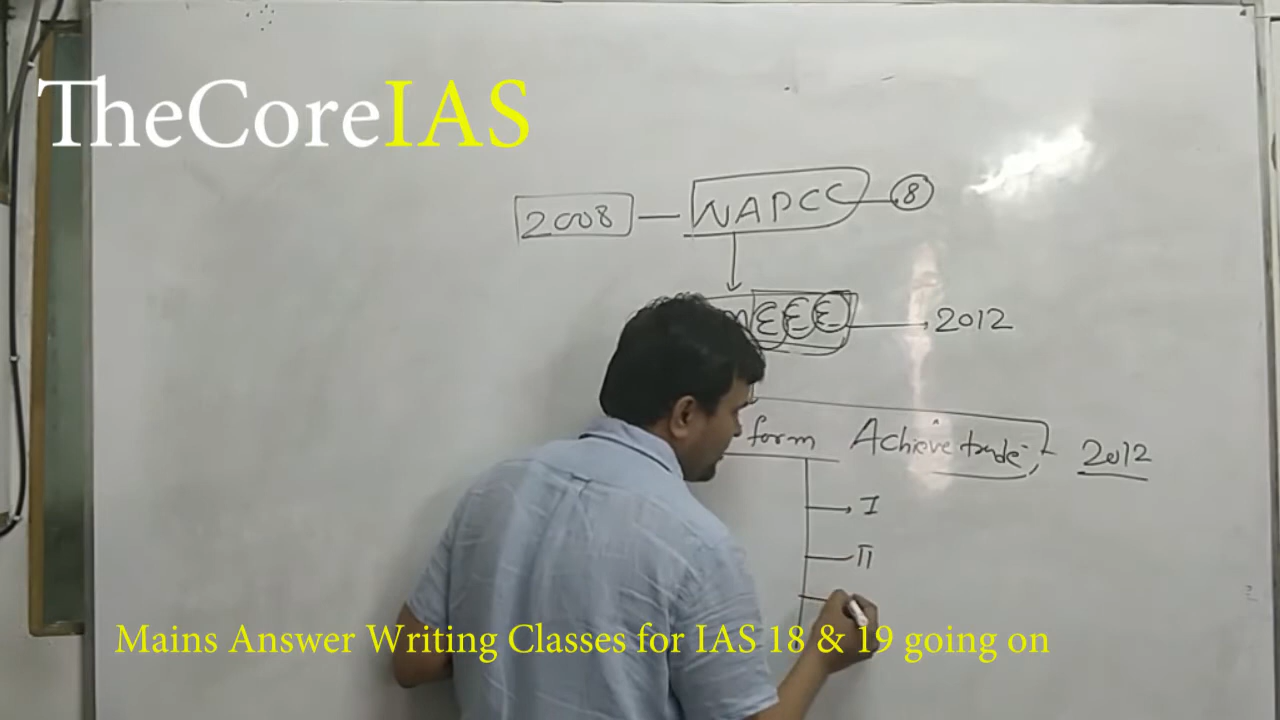 TheCoreIAS
2008 NAPCC 8
EEE 2012
form Achieve trade 2012
I
II
Mains Answer Writing Classes for IAS 18 & 19 going on